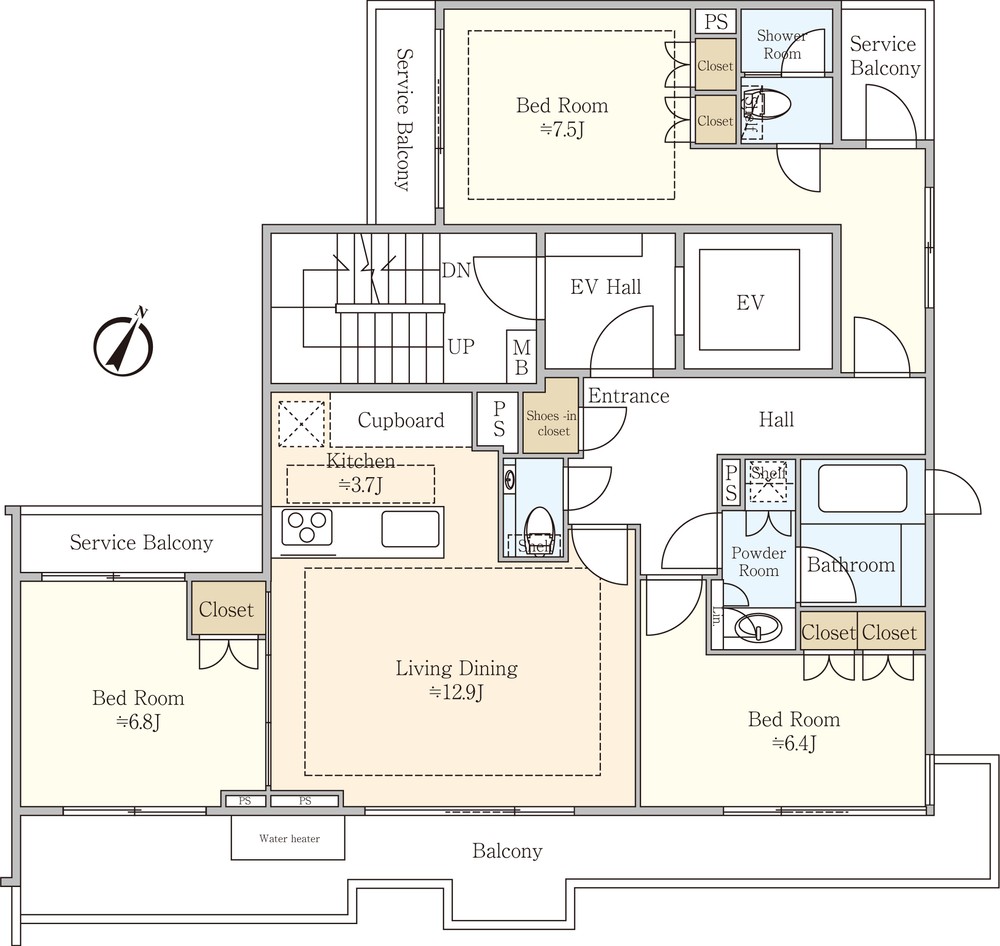 PS
Shower
Room
Service
Balcony
Closet
Service Balcony
Bed Room
≒7.5J
Closet
Shelf
N
DN
EV Hall
EV
UP
M
B
Entrance
Cupboard
P
S
Shoes -in
closet
Hall
Kitchen
≒3.7J
P
S
Shelf
Service Balcony
Shelf
Powder
Room
Bathroom
Closet
Lin.
Closet
Closet
Living Dining
≒12.9J
Bed Room
≒6.8J
Bed Room
≒6.4J
PS
PS
Water heater
Balcony